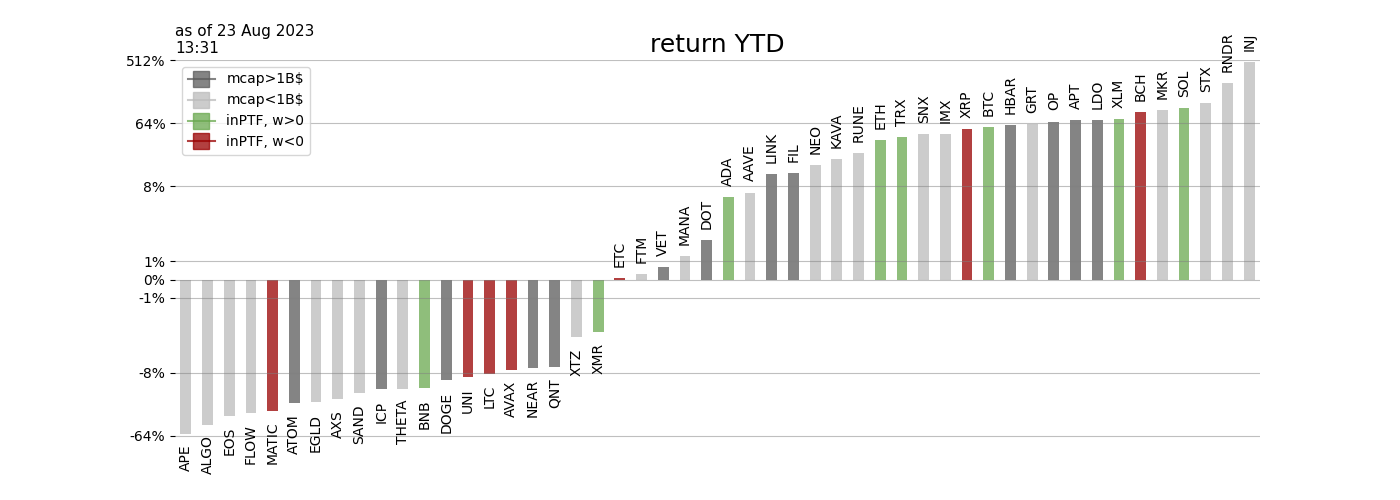 as of 23 Aug 2023
13:31
return YTD
512%
64%
8%
1%
0%
-1%
-8%
-64%
mcap>1B$
mcap<1B$
inPTF, w>0
inPTF, w<0
APE
ALGO
EOS
FLOW
MATIC
ATOM
EGLD
AXS
SAND
ICP
THETA
BNB
DOGE
UNI
LTC
AVAX
NEAR
QNT
XTZ
XMR
ETC
FTM
VET
MANA
DOT
ADA
AAVE
LINK
FIL
NEO
KAVA
RUNE
ETH
TRX
SNX
IMX
XRP
BTC
HBAR
GRT
OP
APT
LDO
XLM
BCH
MKR
SOL
STX
RNDR
INJ